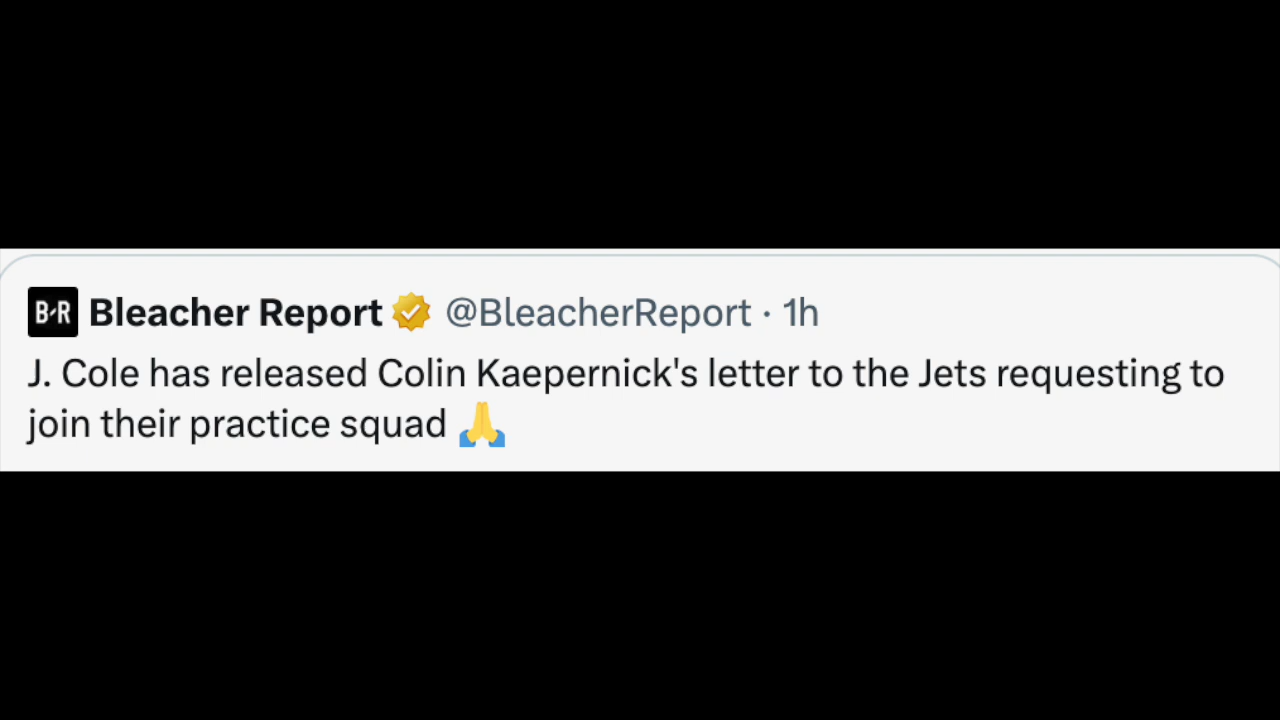 B/R Bleacher Report @BleacherReport · 1h
J. Cole has released Colin Kaepernick's letter to the Jets requesting to
join their practice squad 🙏